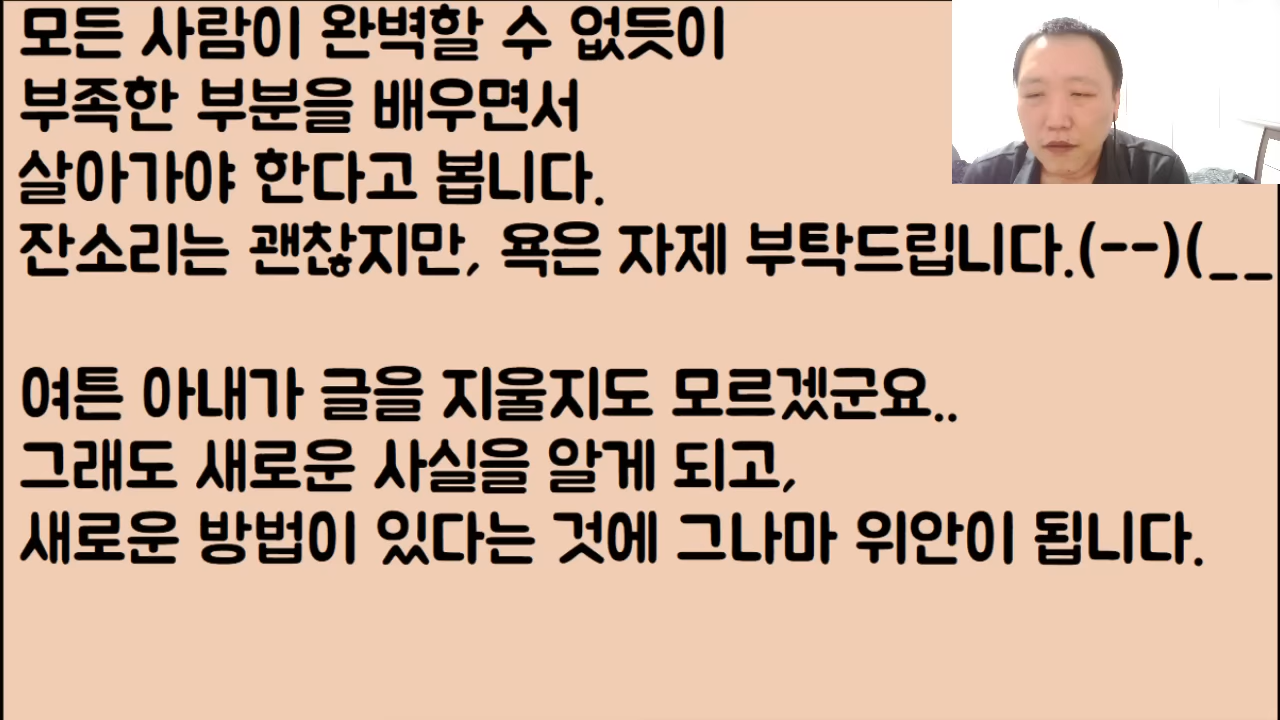 모든 사람이 완벽할 수 없듯이
부족한 부분을 배우면서
살아가야 한다고 봅니다.
잔소리는 괜찮지만, 욕은 자제 부탁드립니다.(--)(__
여튼 아내가 글을 지울지도 모르겠군요..
그래도 새로운 사실을 알게 되고,
새로운 방법이 있다는 것에 그나마 위안이 됩니다.